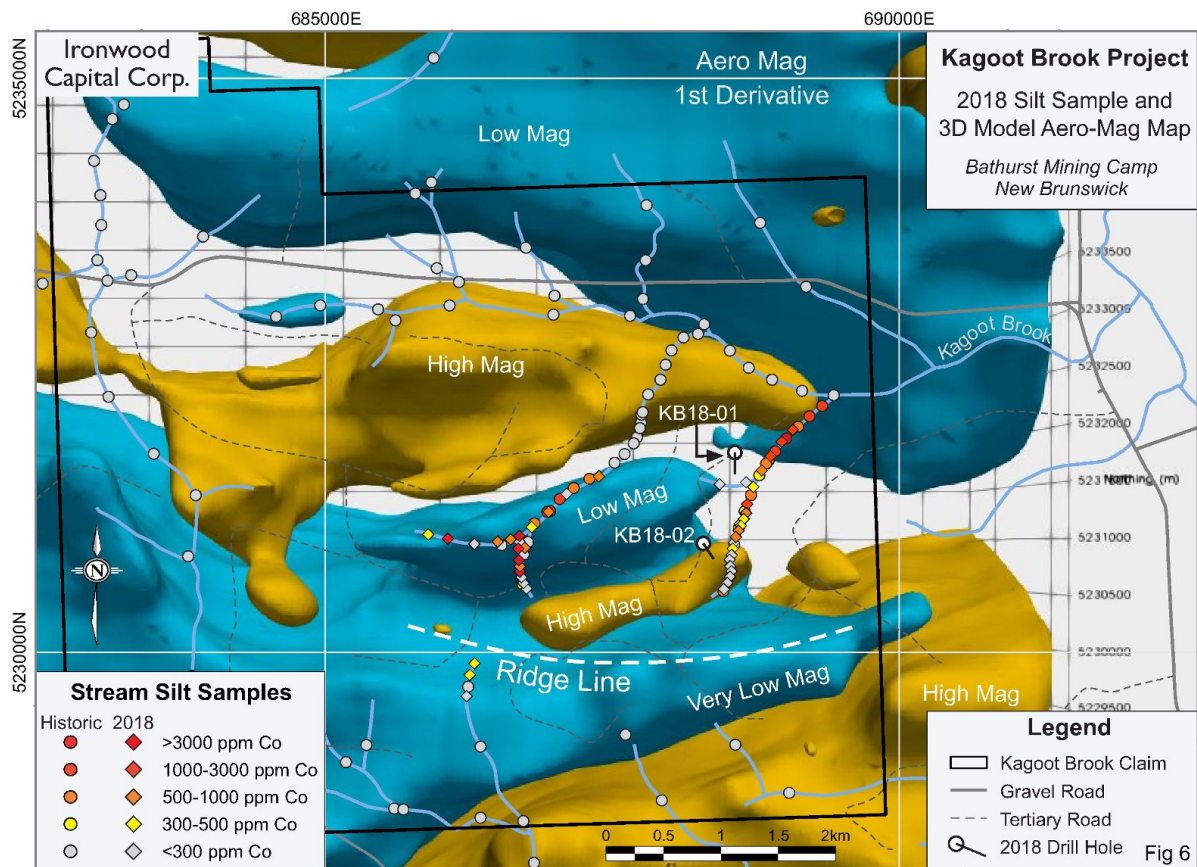 685000E
690000E
5235000N
5230000N
Ironwood
Capital Corp.
Aero Mag
1st Derivative
Kagoot Brook Project
2018 Silt Sample and
3D Model Aero-Mag Map
Bathurst Mining Camp
New Brunswick
Low Mag
5233500
5233000
Kagoot Brook
5232500
High Mag
KB18-01
5232000
Northing (m)
Low Mag
KB18-02
5231000
N
5230500
High Mag
5230000
Ridge Line
Very Low Mag
High Mag
5229500
Stream Silt Samples
Historic 2018
>3000 ppm Co
1000-3000 ppm Co
500-1000 ppm Co
300-500 ppm Co
<300 ppm Co
0 0.5 1 1.5 2km
Legend
Kagoot Brook Claim
Gravel Road
Tertiary Road
2018 Drill Hole
Fig 6